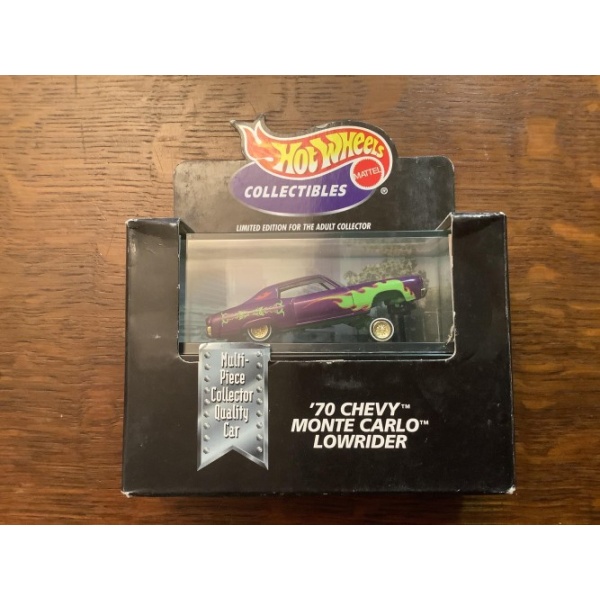 HOT WHEELS
MATTEL
COLLECTIBLES
®
LIMITED EDITION FOR THE ADULT COLLECTOR
Multi-
Piece
Collector
Quality
Car
'70 CHEVY™
MONTE CARLO™
LOWRIDER